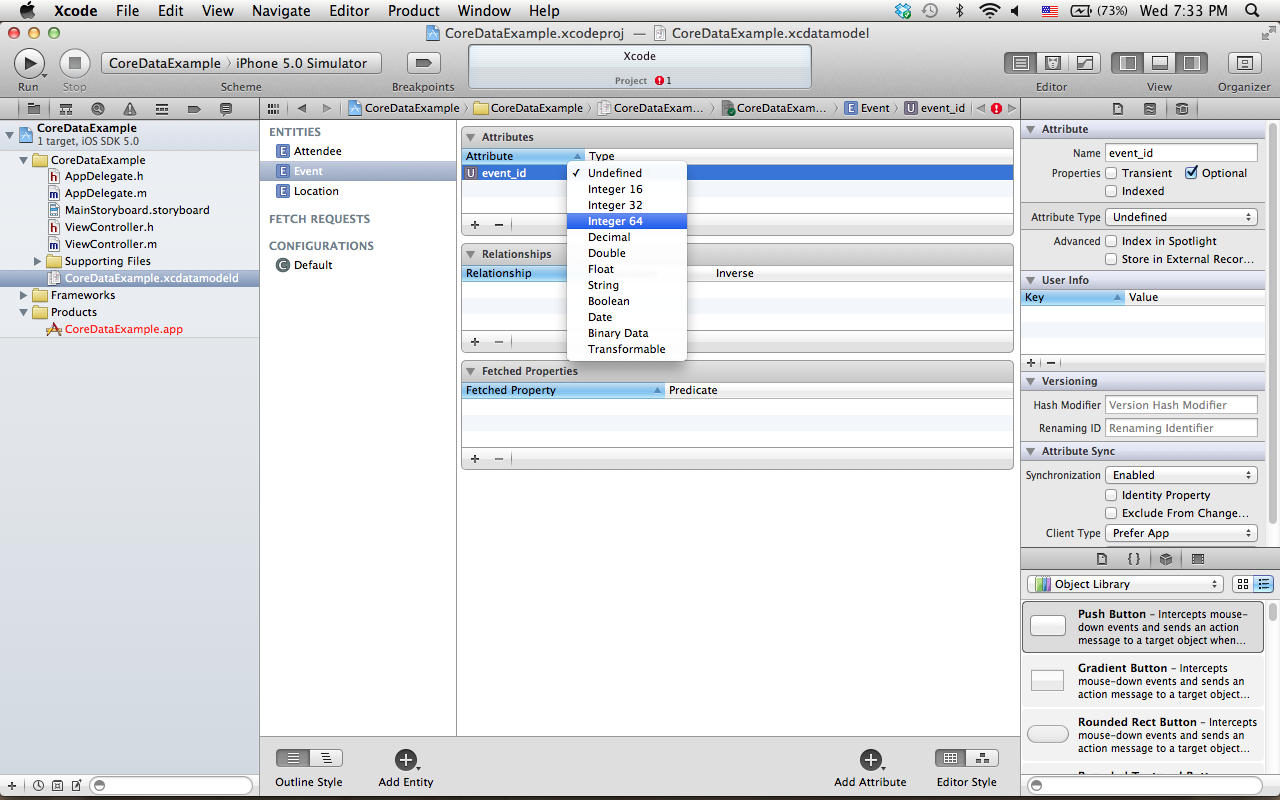 Xcode File Edit View Navigate Editor Product Window Help (73%) Wed 7:33 PM
CoreDataExample.xcodeproj — CoreDataExample.xcdatamodel
CoreDataExample iPhone 5.0 Simulator
Xcode
Project 1
Run Stop Scheme Breakpoints Editor View Organizer
CoreDataExample CoreDataExample CoreDataExam... CoreDataExam... E Event U event_id
CoreDataExample
1 target, iOS SDK 5.0
CoreDataExample
h AppDelegate.h
m AppDelegate.m
MainStoryboard.storyboard
h ViewController.h
m ViewController.m
Supporting Files
CoreDataExample.xcdatamodeld
Frameworks
Products
CoreDataExample.app
ENTITIES
E Attendee
E Event
E Location
FETCH REQUESTS
CONFIGURATIONS
C Default
Attributes
Attribute Type
U event_id
Undefined
Integer 16
Integer 32
Integer 64
Decimal
Double
Float
String
Boolean
Date
Binary Data
Transformable
Relationships
Relationship Inverse
Fetched Properties
Fetched Property Predicate
Outline Style Add Entity Add Attribute Editor Style
Attribute
Name event_id
Properties Transient Optional
Indexed
Attribute Type Undefined
Advanced Index in Spotlight
Store in External Recor...
User Info
Key Value
Versioning
Hash Modifier Version Hash Modifier
Renaming ID Renaming Identifier
Attribute Sync
Synchronization Enabled
Identity Property
Exclude From Change...
Client Type Prefer App
{ }
Object Library
Push Button – Intercepts mouse-
down events and sends an action
message to a target object when...
Gradient Button – Intercepts
mouse-down events and sends an
action message to a target object...
Rounded Rect Button – Intercepts
mouse-down events and sends an
action message to a target object...